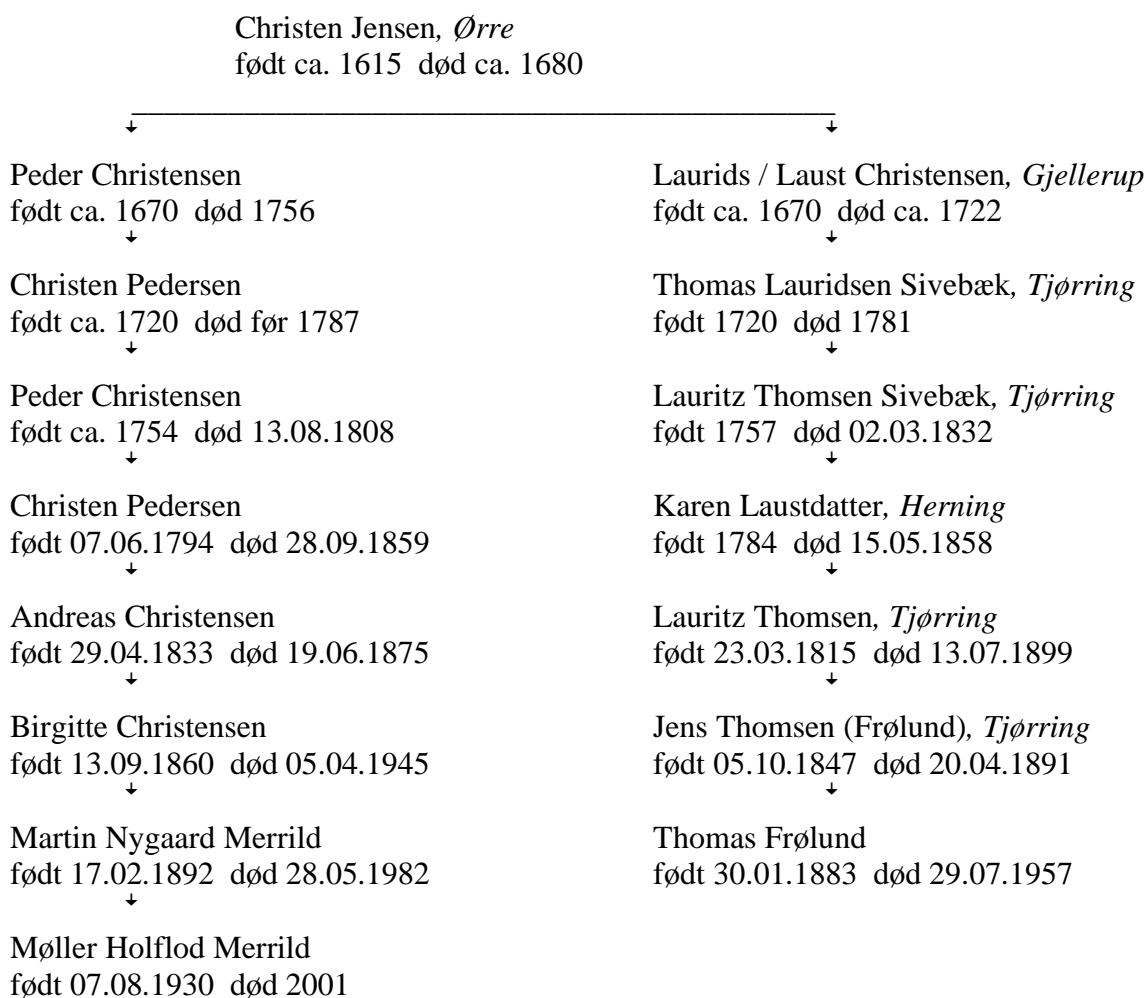 Christen Jensen, Ørre
født ca. 1615 død ca. 1680
Peder Christensen
født ca. 1670 død 1756
Christen Pedersen
født ca. 1720 død før 1787
Peder Christensen
født ca. 1754 død 13.08.1808
Christen Pedersen
født 07.06.1794 død 28.09.1859
Andreas Christensen
født 29.04.1833 død 19.06.1875
Birgitte Christensen
født 13.09.1860 død 05.04.1945
Martin Nygaard Merrild
født 17.02.1892 død 28.05.1982
Møller Holflod Merrild
født 07.08.1930 død 2001
Laurids / Laust Christensen, Gjellerup
født ca. 1670 død ca. 1722
Thomas Lauridsen Sivebæk, Tjørring
født 1720 død 1781
Lauritz Thomsen Sivebæk, Tjørring
født 1757 død 02.03.1832
Karen Laustdatter, Herning
født 1784 død 15.05.1858
Lauritz Thomsen, Tjørring
født 23.03.1815 død 13.07.1899
Jens Thomsen (Frølund), Tjørring
født 05.10.1847 død 20.04.1891
Thomas Frølund
født 30.01.1883 død 29.07.1957